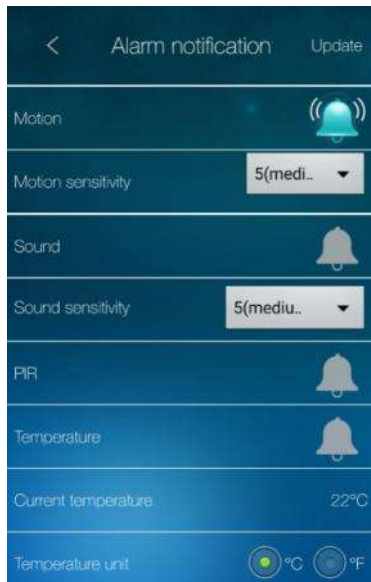 < Alarm notification Update
Motion
Motion sensitivity 5(medi..
Sound
Sound sensitivity 5(mediu..
PIR
Temperature
Current temperature 22°C
Temperature unit °C °F